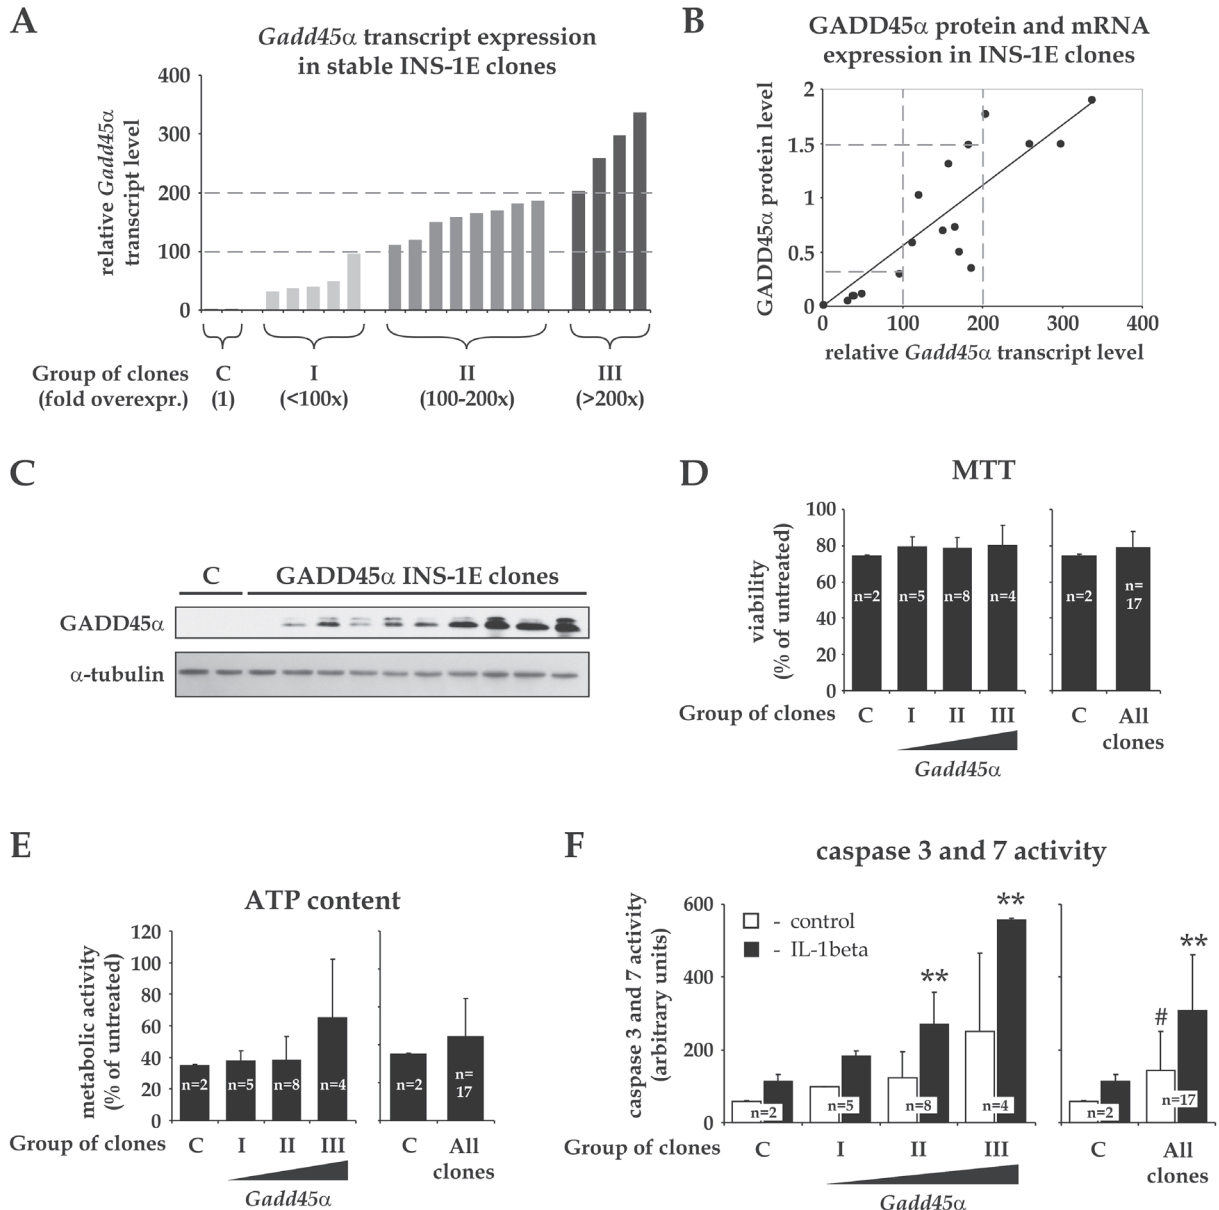 A
Gadd45α transcript expression
in stable INS-1E clones
relative Gadd45α
transcript level
400
300
200
100
0
Group of clones C I II III
(fold overexpr.) (1) (<100x) (100-200x) (>200x)
B
GADD45α protein and mRNA
expression in INS-1E clones
GADD45α protein level
2
1.5
1
0.5
0
0 100 200 300 400
relative Gadd45α transcript level
C
C GADD45α INS-1E clones
GADD45α
α-tubulin
D
MTT
viability
(% of untreated)
100
80
60
40
20
0
n=2 n=5 n=8 n=4 n=2 n=
17
Group of clones C I II III C All
clones
Gadd45α
E
ATP content
metabolic activity
(% of untreated)
120
100
80
60
40
20
0
n=2 n=5 n=8 n=4 n=2 n=
17
Group of clones C I II III C All
clones
Gadd45α
F
caspase 3 and 7 activity
caspase 3 and 7 activity
(arbitrary units)
600
400
200
0
- control
- IL-1beta
** ** # **
n=2 n=5 n=8 n=4 n=2 n=17
Group of clones C I II III C All
clones
Gadd45α